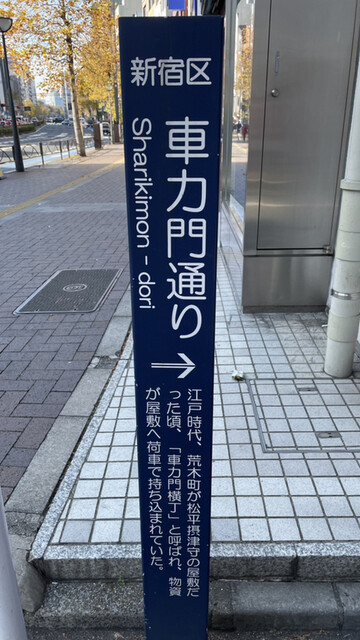 新宿区
車力門通り
Sharikimon - dori
→
江戸時代、荒木町が松平摂津守の屋敷だ
った頃、「車力門横丁」と呼ばれ、物資
が屋敷へ荷車で持ち込まれていた。